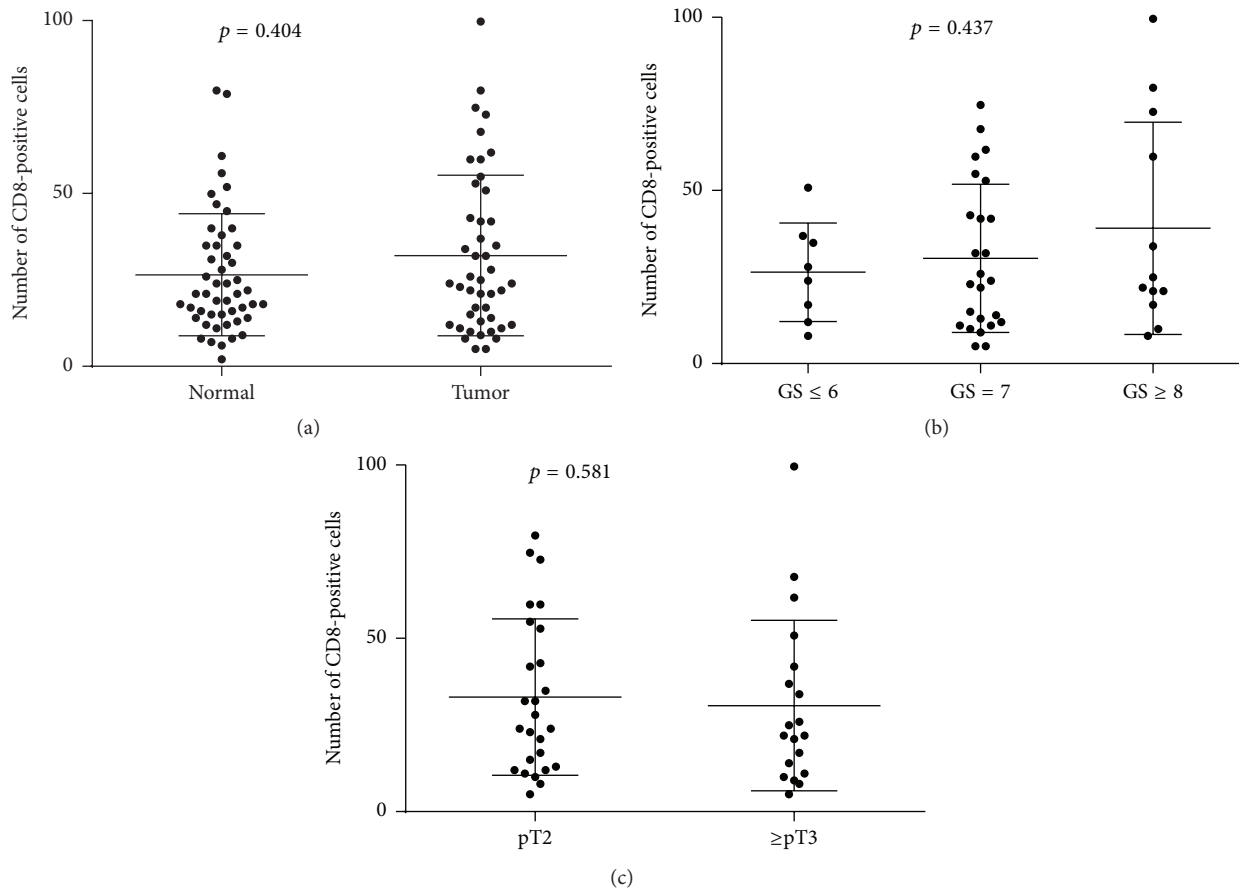 100
50
0
Number of CD8-positive cells
p = 0.404
Normal Tumor
(a)
100
50
0
Number of CD8-positive cells
p = 0.437
GS ≤ 6 GS = 7 GS ≥ 8
(b)
100
50
0
Number of CD8-positive cells
p = 0.581
pT2 ≥pT3
(c)